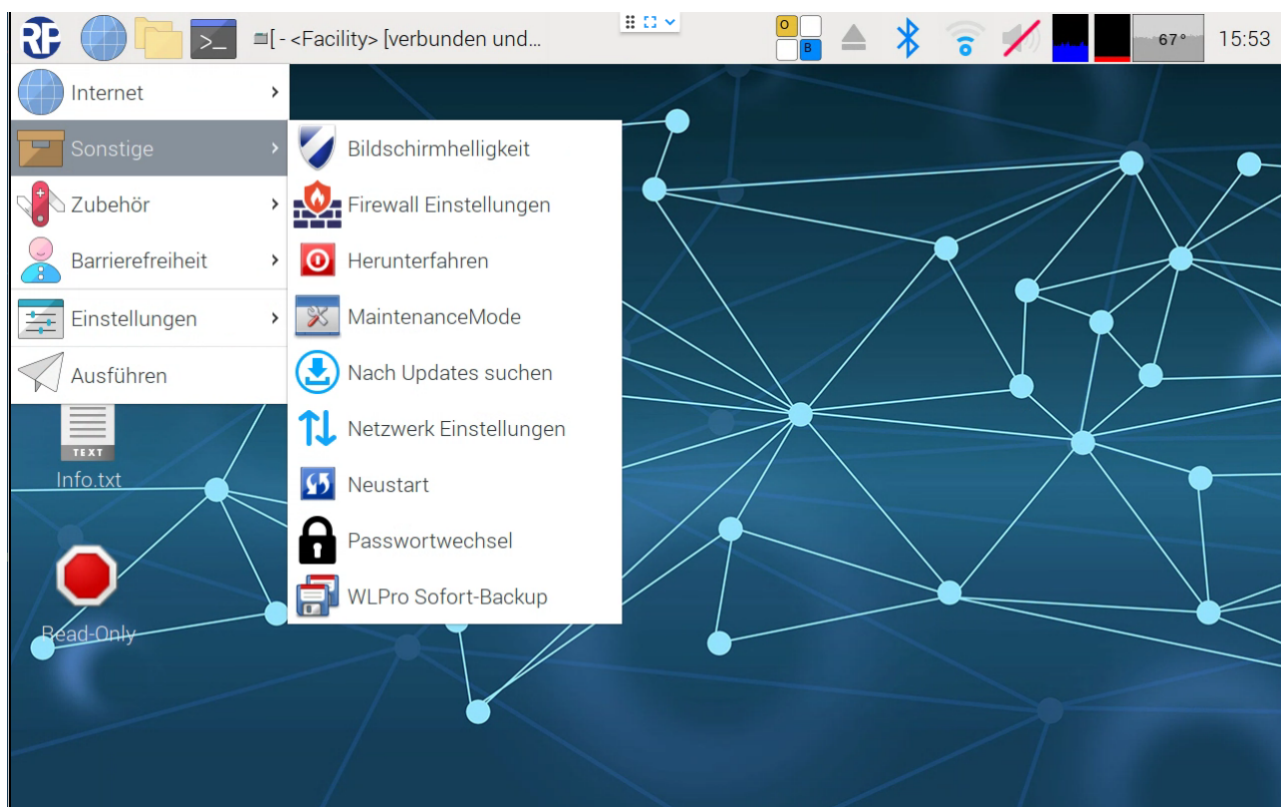 RP
>_
[ - <Facility> [verbunden und...
O
B
67°
15:53
Internet
Sonstige
Zubehör
Barrierefreiheit
Einstellungen
Ausführen
Bildschirmhelligkeit
Firewall Einstellungen
Herunterfahren
MaintenanceMode
Nach Updates suchen
Netzwerk Einstellungen
Neustart
Passwortwechsel
WLPro Sofort-Backup
TEXT
Info.txt
Read-Only